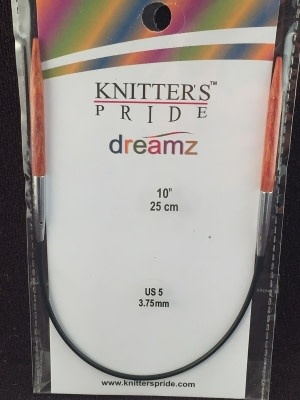 KNITTER'S™
PRIDE
dreamz
10"
25 cm
US 5
3.75mm
www.knitterspride.com